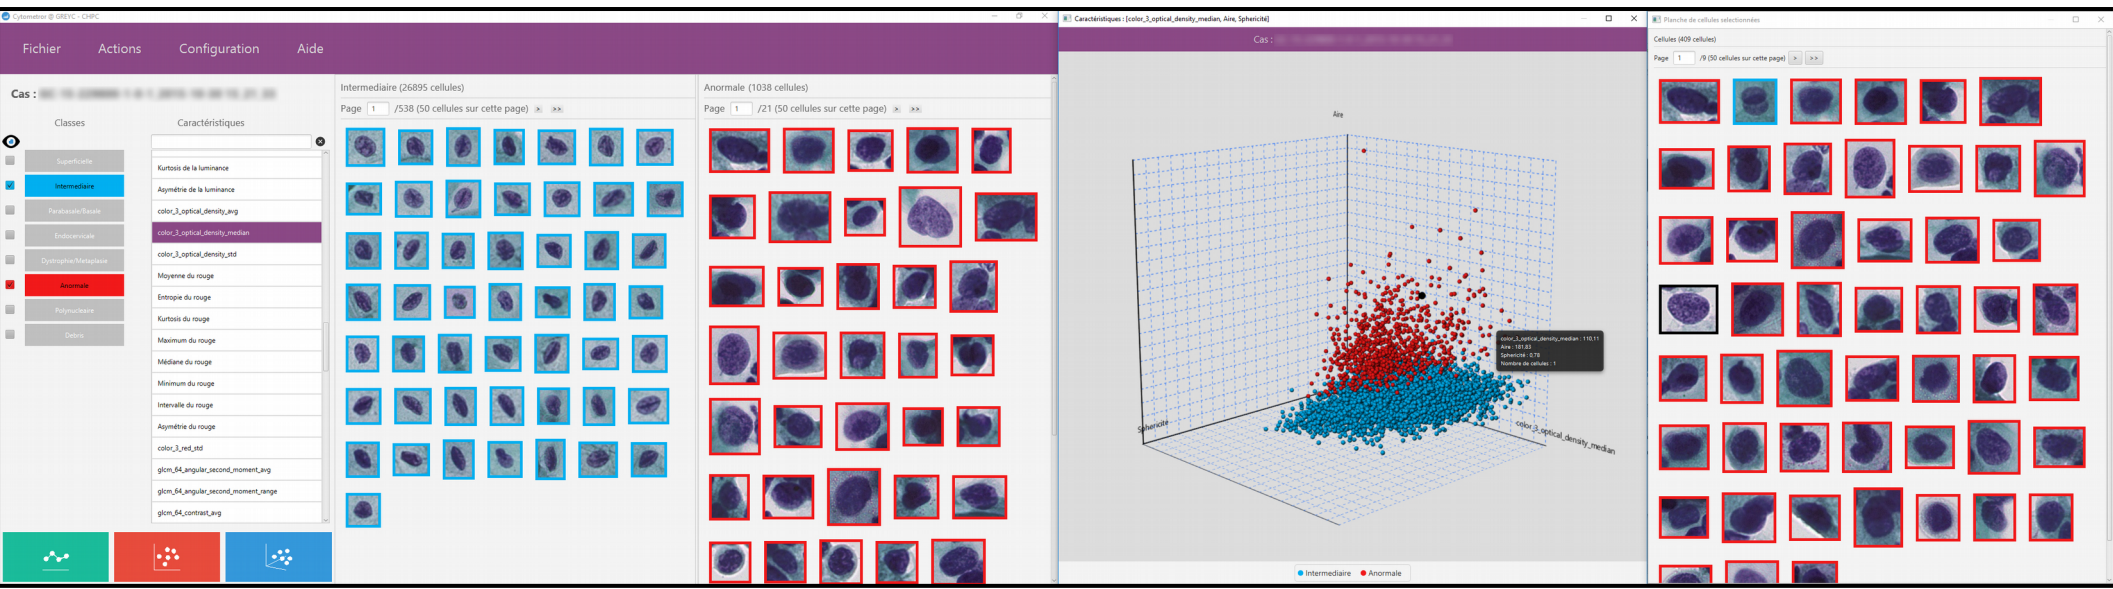 Cytometror @ GREYC - CHPC
Fichier Actions Configuration Aide
Cas :
Classes
Superficielle
Intermediaire
Parabasale/Basale
Endocervicale
Dystrophie/Metaplasie
Anormale
Polynucleaire
Debris
Caractéristiques
Kurtosis de la luminance
Asymétrie de la luminance
color_3_optical_density_avg
color_3_optical_density_median
color_3_optical_density_std
Moyenne du rouge
Entropie du rouge
Kurtosis du rouge
Maximum du rouge
Médiane du rouge
Minimum du rouge
Intervalle du rouge
Asymétrie du rouge
color_3_red_std
glcm_64_angular_second_moment_avg
glcm_64_angular_second_moment_range
glcm_64_contrast_avg
Intermediaire (26895 cellules)
Page 1 /538 (50 cellules sur cette page) > >>
Anormale (1038 cellules)
Page 1 /21 (50 cellules sur cette page) > >>
Caractéristiques : [color_3_optical_density_median, Aire, Sphericité]
Cas :
Aire
Sphericite
color_3_optical_density_median
color_3_optical_density_median : 110,11
Aire : 181,83
Sphericité : 0,78
Nombre de cellules : 1
Intermediaire Anormale
Planche de cellules selectionnées
Cellules (409 cellules)
Page 1 /9 (50 cellules sur cette page) > >>